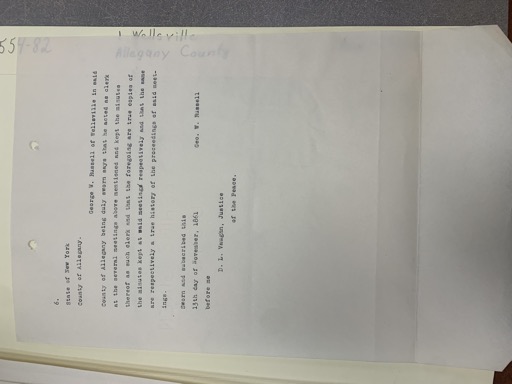 554-82
Wellsville
Allegany County
6.
State of New York
County of Allegany.
George W. Russell of Wellsville in said
County of Allegany being duly sworn says that he acted as clerk
at the several meetings above mentioned and kept the minutes
thereof as such clerk and that the foregoing are true copies of
the minutes kept at said meetings respectively and that the same
are respectively a true history of the proceedings of said meet-
ings.
Geo. W. Russell
Sworn and subscribed this
13th day of November, 1861
before me
D. L. Vaughn, Justice
of the Peace.